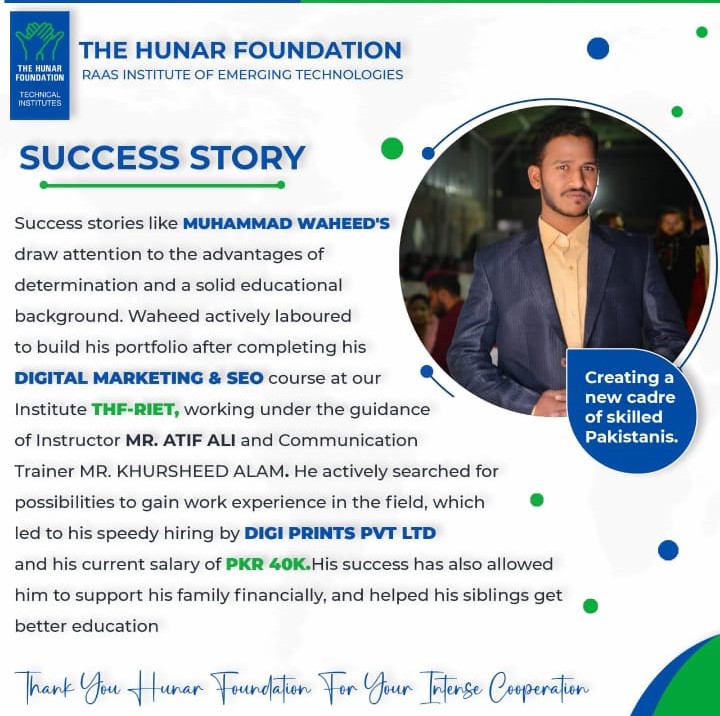 THE HUNAR
FOUNDATION
TECHNICAL
INSTITUTES
THE HUNAR FOUNDATION
RAAS INSTITUTE OF EMERGING TECHNOLOGIES
SUCCESS STORY
Success stories like MUHAMMAD WAHEED'S
draw attention to the advantages of
determination and a solid educational
background. Waheed actively laboured
to build his portfolio after completing his
DIGITAL MARKETING & SEO course at our
Institute THF-RIET, working under the guidance
of Instructor MR. ATIF ALI and Communication
Trainer MR. KHURSHEED ALAM. He actively searched for
possibilities to gain work experience in the field, which
led to his speedy hiring by DIGI PRINTS PVT LTD
and his current salary of PKR 40K.His success has also allowed
him to support his family financially, and helped his siblings get
better education
Creating a
new cadre
of skilled
Pakistanis.
Thank You Hunar Foundation For Your Intense Cooperation